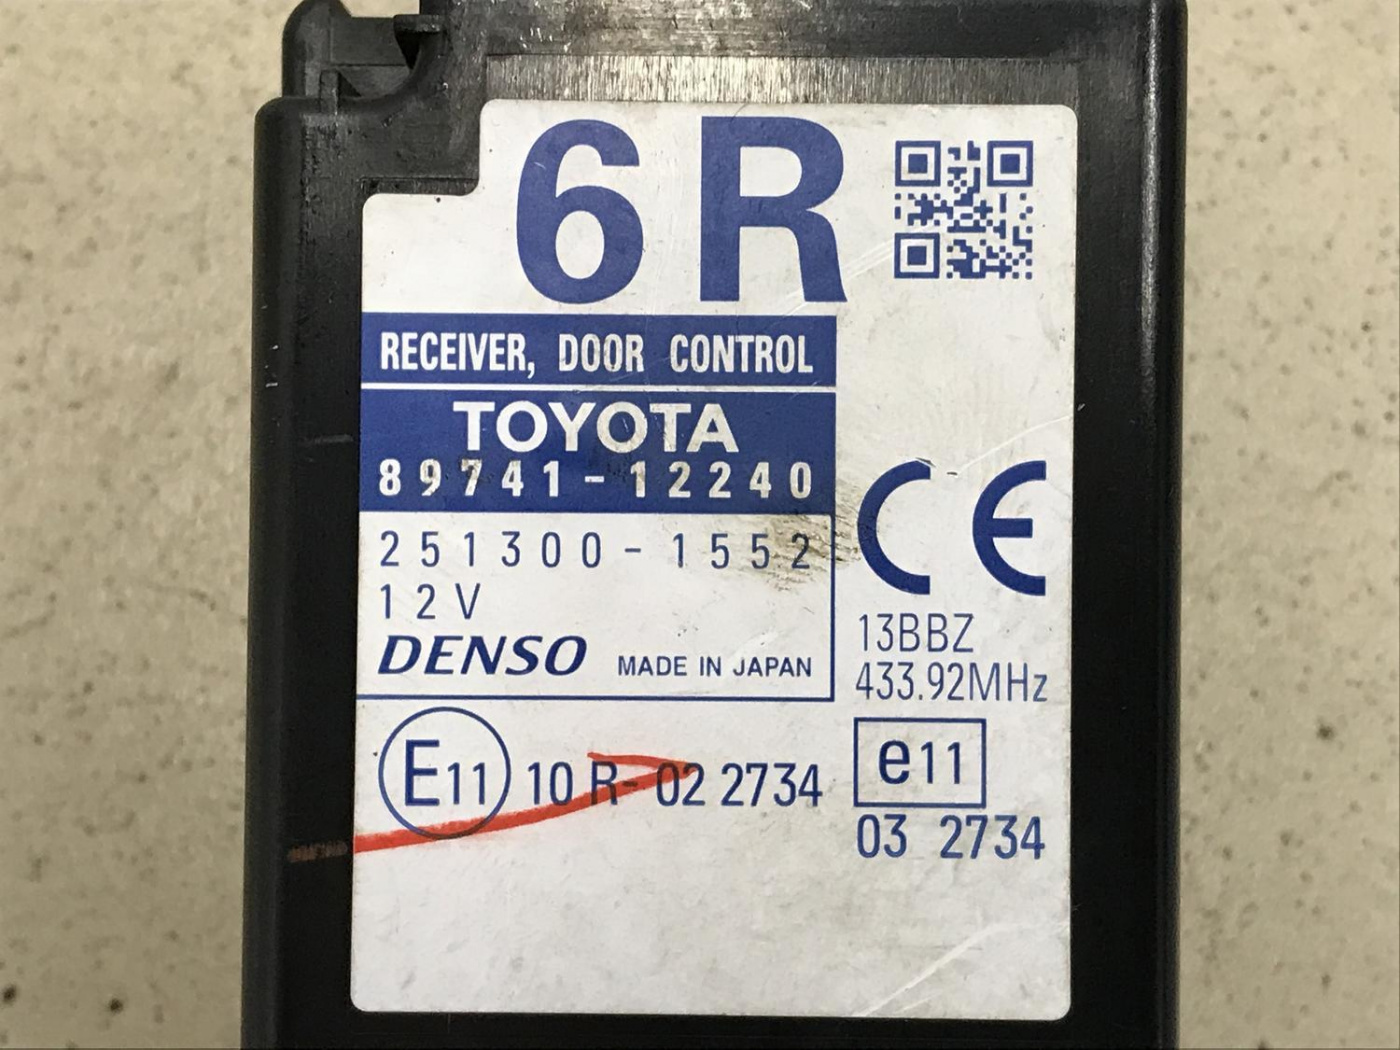 6R
RECEIVER, DOOR CONTROL
TOYOTA
89741-12240
251300-1552
12V
DENSO MADE IN JAPAN
CE
13BBZ
433.92MHz
E11 10 R- 02 2734
e11
03 2734